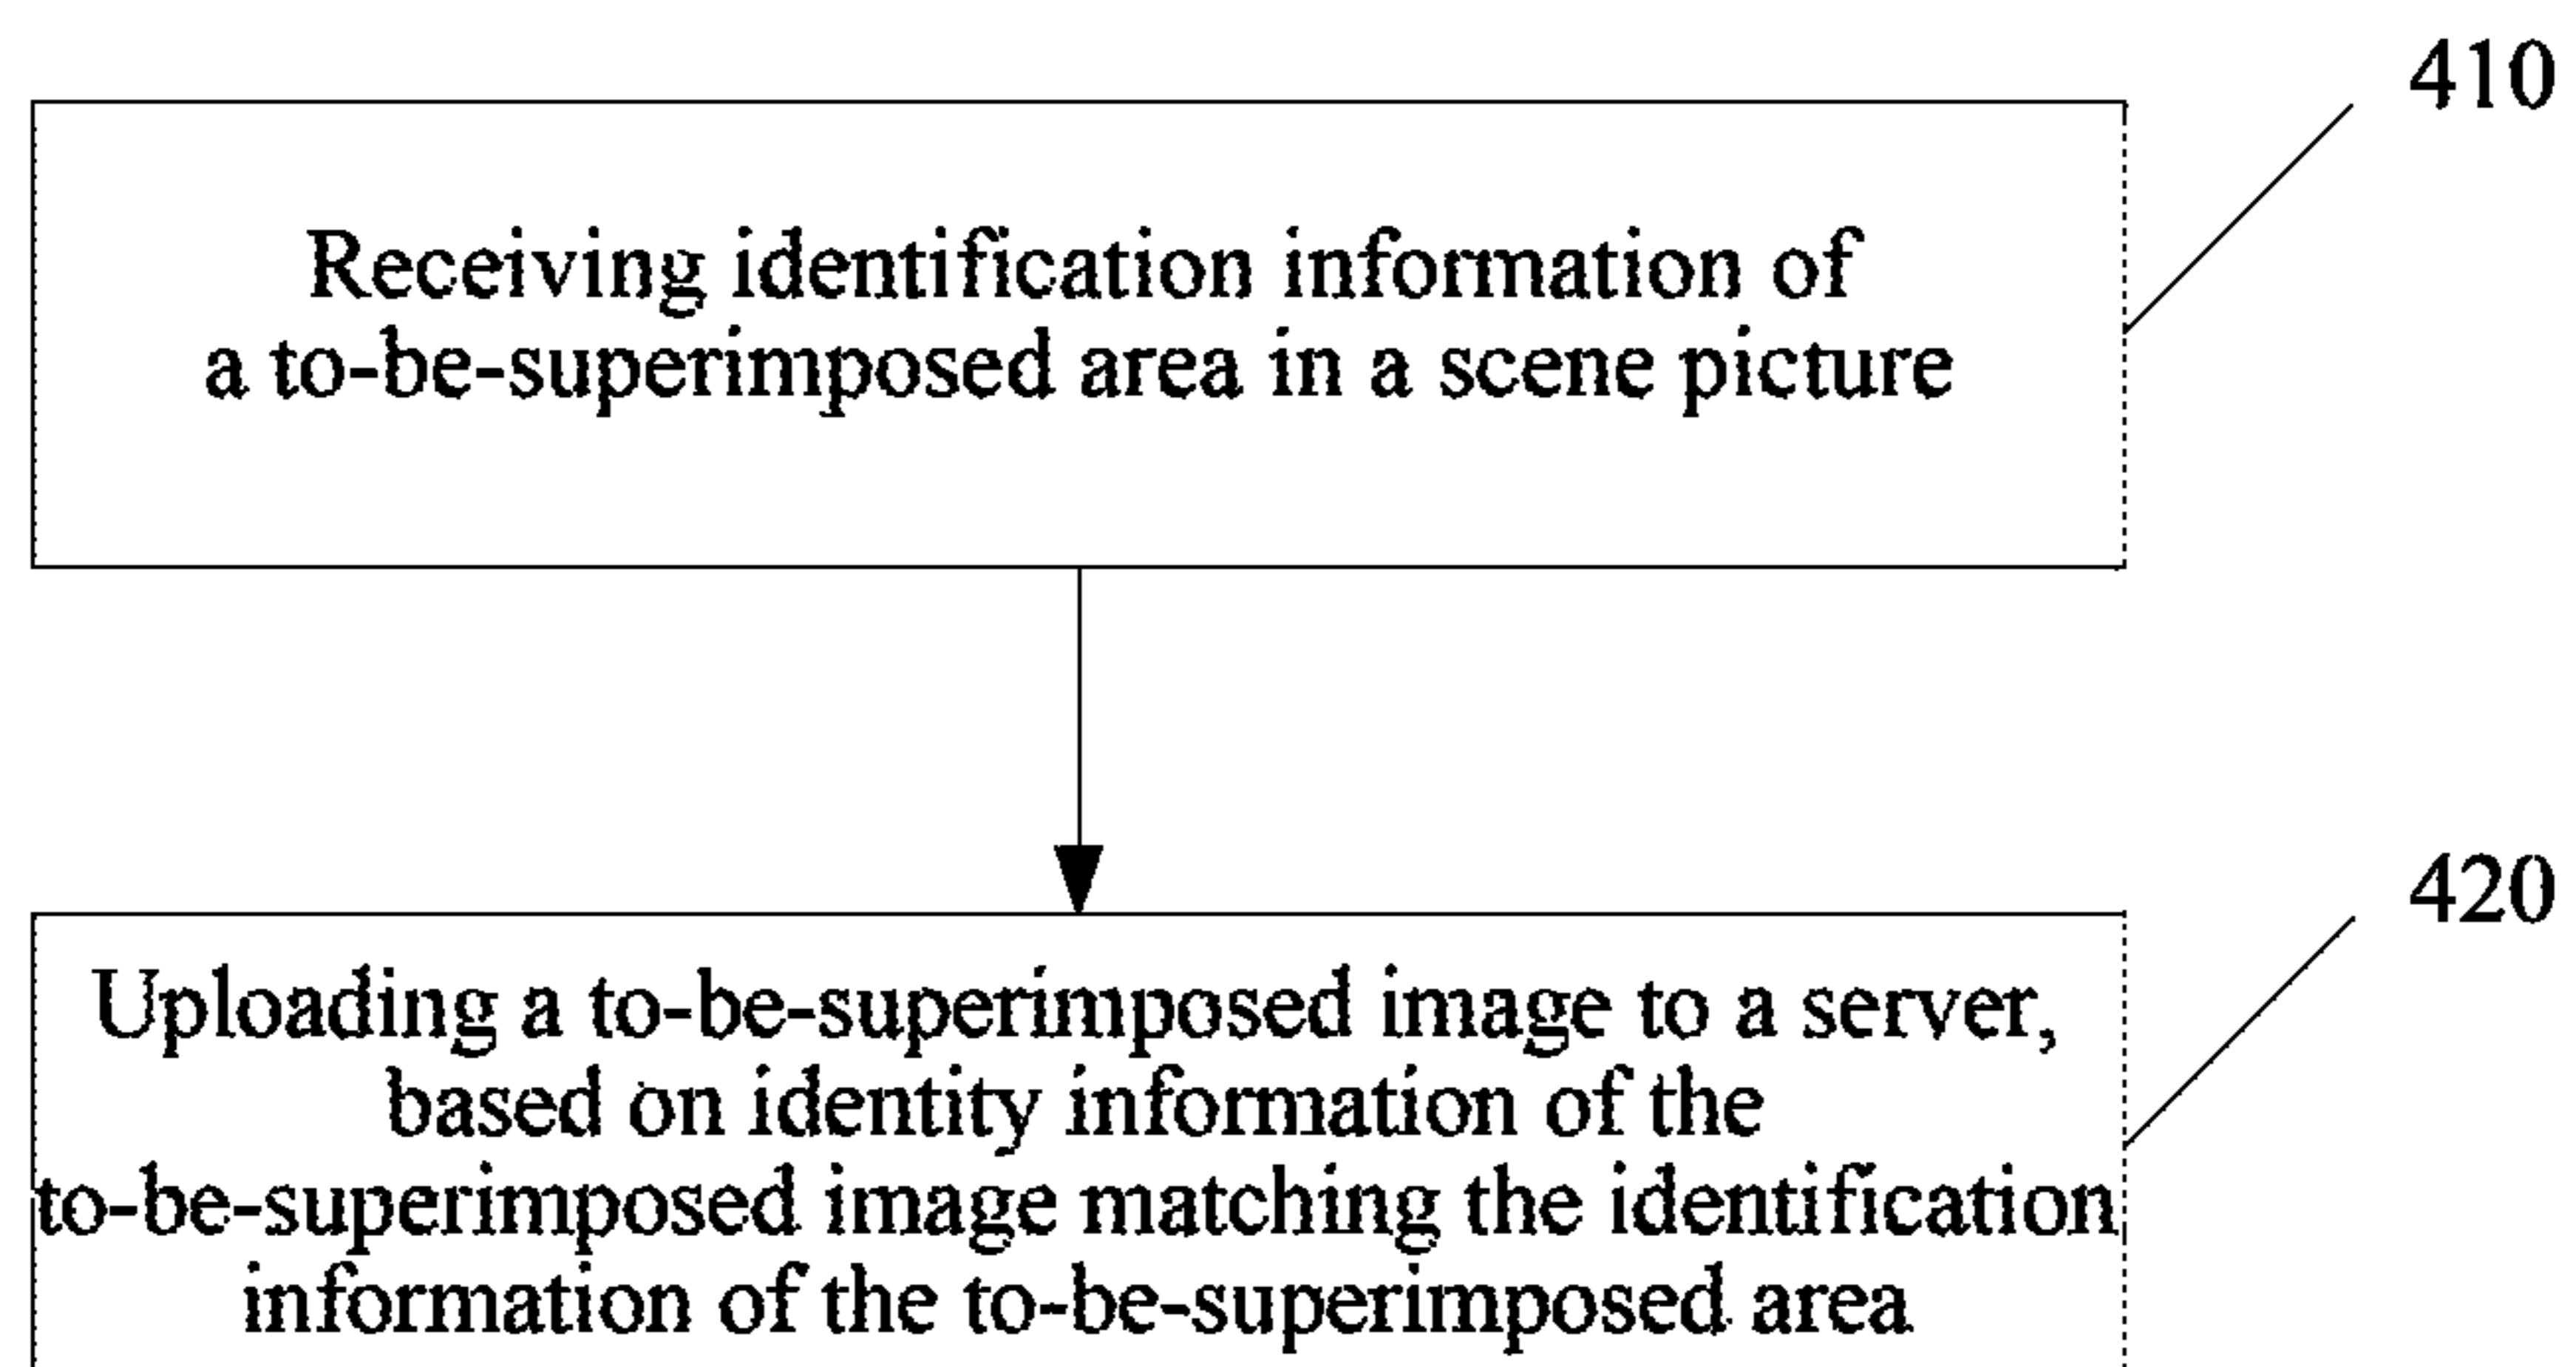 410
Receiving identification information of
a to-be-superimposed area in a scene picture
420
Uploading a to-be-superimposed image to a server,
based on identity information of the
to-be-superimposed image matching the identification
information of the to-be-superimposed area